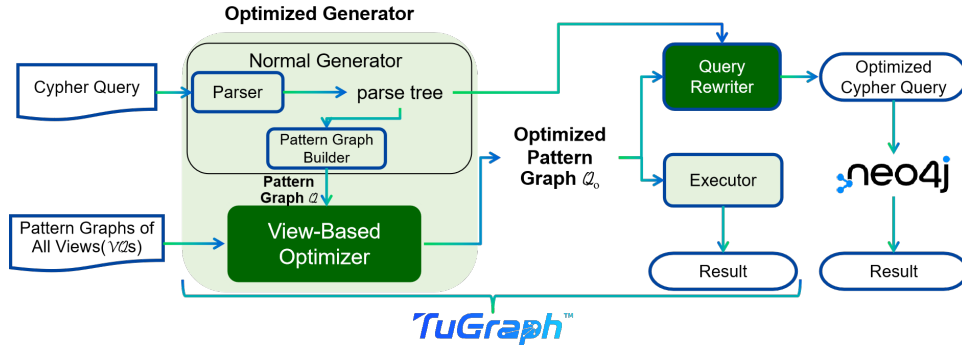 Optimized Generator
Normal Generator
Cypher Query
Parser
parse tree
Query
Rewriter
Optimized
Cypher Query
Pattern Graph
Builder
Optimized
Pattern
Graph 𝒬ₒ
Pattern
Graph 𝒬
Executor
neo4j
Pattern Graphs of
All Views(𝒱𝒬s)
View-Based
Optimizer
Result
Result
TuGraph™